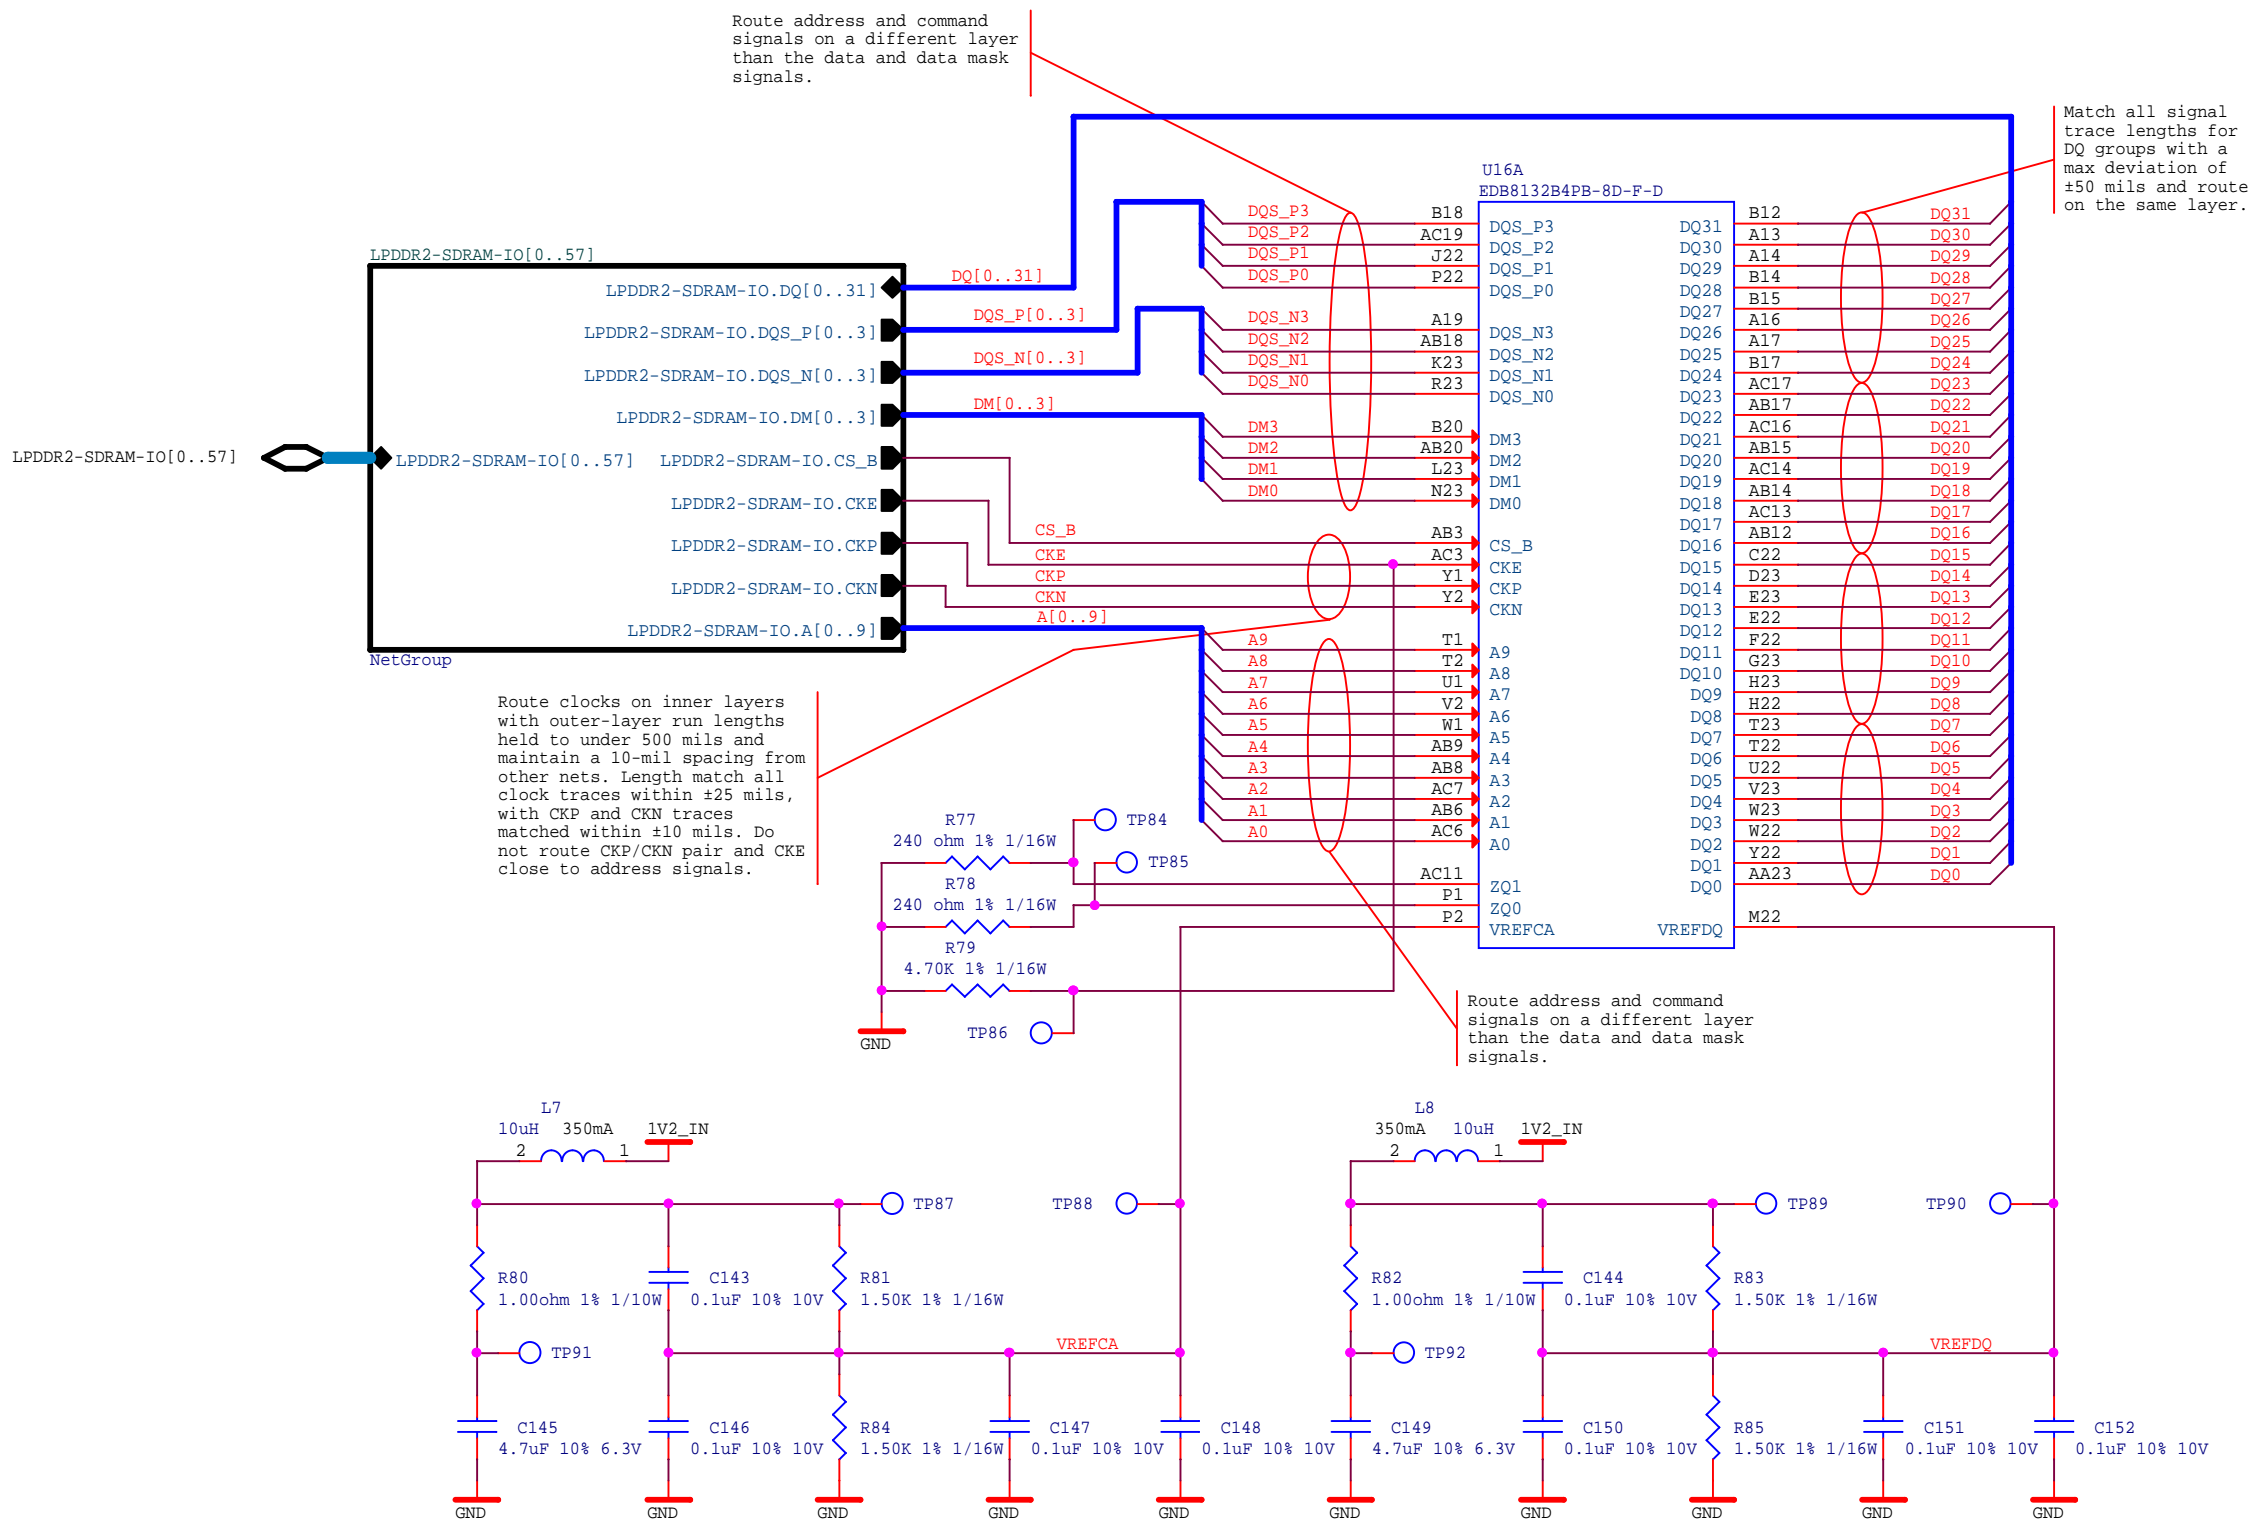 Route address and command
signals on a different layer
than the data and data mask
signals.
Match all signal
trace lengths for
DQ groups with a
max deviation of
±50 mils and route
on the same layer.
LPDDR2-SDRAM-IO[0..57]
LPDDR2-SDRAM-IO[0..57]
LPDDR2-SDRAM-IO[0..57]
LPDDR2-SDRAM-IO.DQ[0..31]
LPDDR2-SDRAM-IO.DQS_P[0..3]
LPDDR2-SDRAM-IO.DQS_N[0..3]
LPDDR2-SDRAM-IO.DM[0..3]
LPDDR2-SDRAM-IO.CS_B
LPDDR2-SDRAM-IO.CKE
LPDDR2-SDRAM-IO.CKP
LPDDR2-SDRAM-IO.CKN
LPDDR2-SDRAM-IO.A[0..9]
NetGroup
DQ[0..31]
DQS_P[0..3]
DQS_N[0..3]
DM[0..3]
CS_B
CKE
CKP
CKN
A[0..9]
DQS_P3
DQS_P2
DQS_P1
DQS_P0
DQS_N3
DQS_N2
DQS_N1
DQS_N0
DM3
DM2
DM1
DM0
A9
A8
A7
A6
A5
A4
A3
A2
A1
A0
U16A
EDB8132B4PB-8D-F-D
B18 DQS_P3
AC19 DQS_P2
J22 DQS_P1
P22 DQS_P0
A19 DQS_N3
AB18 DQS_N2
K23 DQS_N1
R23 DQS_N0
B20 DM3
AB20 DM2
L23 DM1
N23 DM0
AB3 CS_B
AC3 CKE
Y1 CKP
Y2 CKN
T1 A9
T2 A8
U1 A7
V2 A6
W1 A5
AB9 A4
AB8 A3
AC7 A2
AB6 A1
AC6 A0
AC11 ZQ1
P1 ZQ0
P2 VREFCA
DQ31 B12 DQ31
DQ30 A13 DQ30
DQ29 A14 DQ29
DQ28 B14 DQ28
DQ27 B15 DQ27
DQ26 A16 DQ26
DQ25 A17 DQ25
DQ24 B17 DQ24
DQ23 AC17 DQ23
DQ22 AB17 DQ22
DQ21 AC16 DQ21
DQ20 AB15 DQ20
DQ19 AC14 DQ19
DQ18 AB14 DQ18
DQ17 AC13 DQ17
DQ16 AB12 DQ16
DQ15 C22 DQ15
DQ14 D23 DQ14
DQ13 E23 DQ13
DQ12 E22 DQ12
DQ11 F22 DQ11
DQ10 G23 DQ10
DQ9 H23 DQ9
DQ8 H22 DQ8
DQ7 T23 DQ7
DQ6 T22 DQ6
DQ5 U22 DQ5
DQ4 V23 DQ4
DQ3 W23 DQ3
DQ2 W22 DQ2
DQ1 Y22 DQ1
DQ0 AA23 DQ0
VREFDQ M22
Route clocks on inner layers
with outer-layer run lengths
held to under 500 mils and
maintain a 10-mil spacing from
other nets. Length match all
clock traces within ±25 mils,
with CKP and CKN traces
matched within ±10 mils. Do
not route CKP/CKN pair and CKE
close to address signals.
R77
240 ohm 1% 1/16W
TP84
TP85
R78
240 ohm 1% 1/16W
R79
4.70K 1% 1/16W
TP86
GND
Route address and command
signals on a different layer
than the data and data mask
signals.
L7
10uH 350mA 1V2_IN
2 1
TP87
TP88
R80
1.00ohm 1% 1/10W
C143
0.1uF 10% 10V
R81
1.50K 1% 1/16W
TP91
VREFCA
C145
4.7uF 10% 6.3V
C146
0.1uF 10% 10V
R84
1.50K 1% 1/16W
C147
0.1uF 10% 10V
C148
0.1uF 10% 10V
GND GND GND GND GND
L8
350mA 10uH 1V2_IN
2 1
TP89
TP90
R82
1.00ohm 1% 1/10W
C144
0.1uF 10% 10V
R83
1.50K 1% 1/16W
TP92
VREFDQ
C149
4.7uF 10% 6.3V
C150
0.1uF 10% 10V
R85
1.50K 1% 1/16W
C151
0.1uF 10% 10V
C152
0.1uF 10% 10V
GND GND GND GND GND